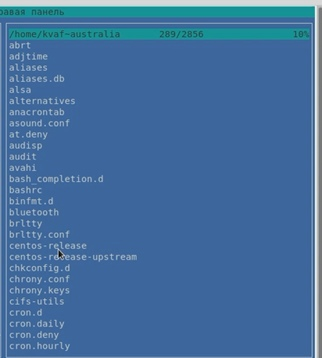 равая панель
/home/kvaf-australia 289/2856 10%
abrt
adjtime
aliases
aliases.db
alsa
alternatives
anacrontab
asound.conf
at.deny
audisp
audit
avahi
bash_completion.d
bashrc
binfmt.d
bluetooth
brltty
brltty.conf
centos-release
centos-release-upstream
chkconfig.d
chrony.conf
chrony.keys
cifs-utils
cron.d
cron.daily
cron.deny
cron.hourly